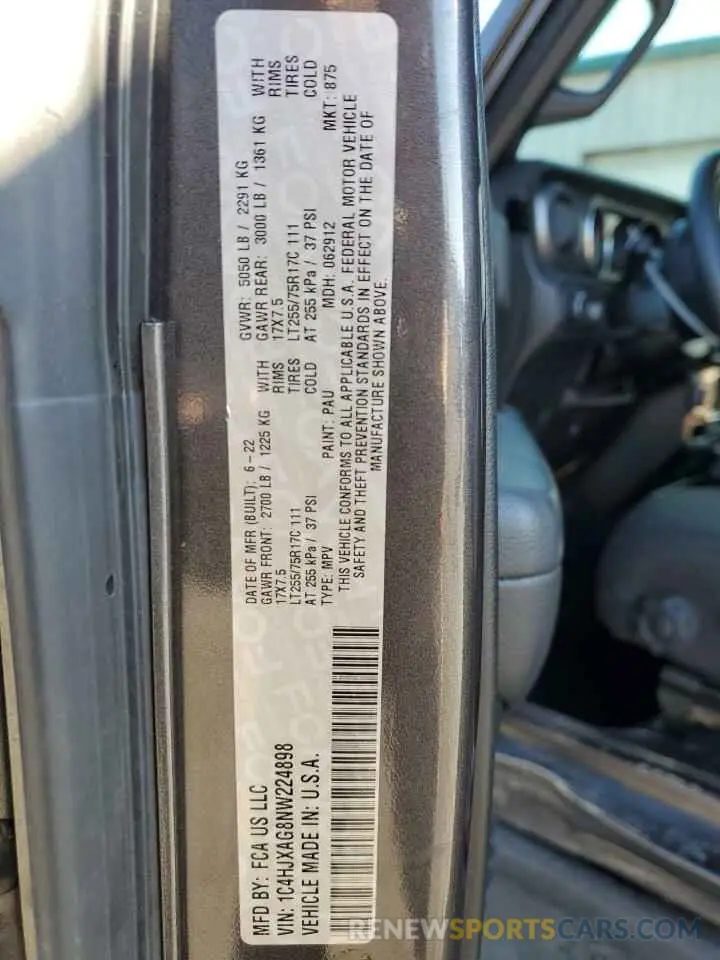 MFD BY: FCA US LLC
DATE OF MFR (BUILT): 6-22
GVWR: 5050 LB / 2291 KG
GAWR FRONT: 2700 LB / 1225 KG WITH
GAWR REAR: 3000 LB / 1361 KG WITH
17X7.5 RIMS
17X7.5 RIMS
LT255/75R17C 111 TIRES
LT255/75R17C 111 TIRES
AT 255 kPa / 37 PSI COLD
AT 255 kPa / 37 PSI COLD
VIN: 1C4HJXAG8NW224898
TYPE: MPV PAINT: PAU MDH: 062912 MKT: 875
VEHICLE MADE IN: U.S.A.
THIS VEHICLE CONFORMS TO ALL APPLICABLE U.S.A. FEDERAL MOTOR VEHICLE
SAFETY AND THEFT PREVENTION STANDARDS IN EFFECT ON THE DATE OF
MANUFACTURE SHOWN ABOVE.
RENEWSPORTSCARS.COM